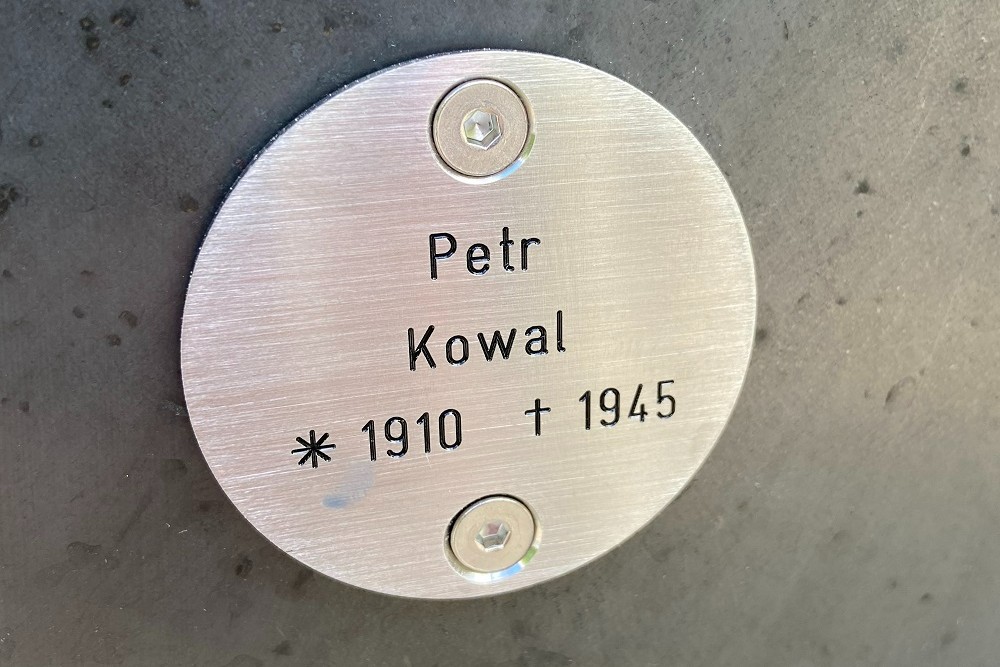 Petr
Kowal
* 1910 † 1945